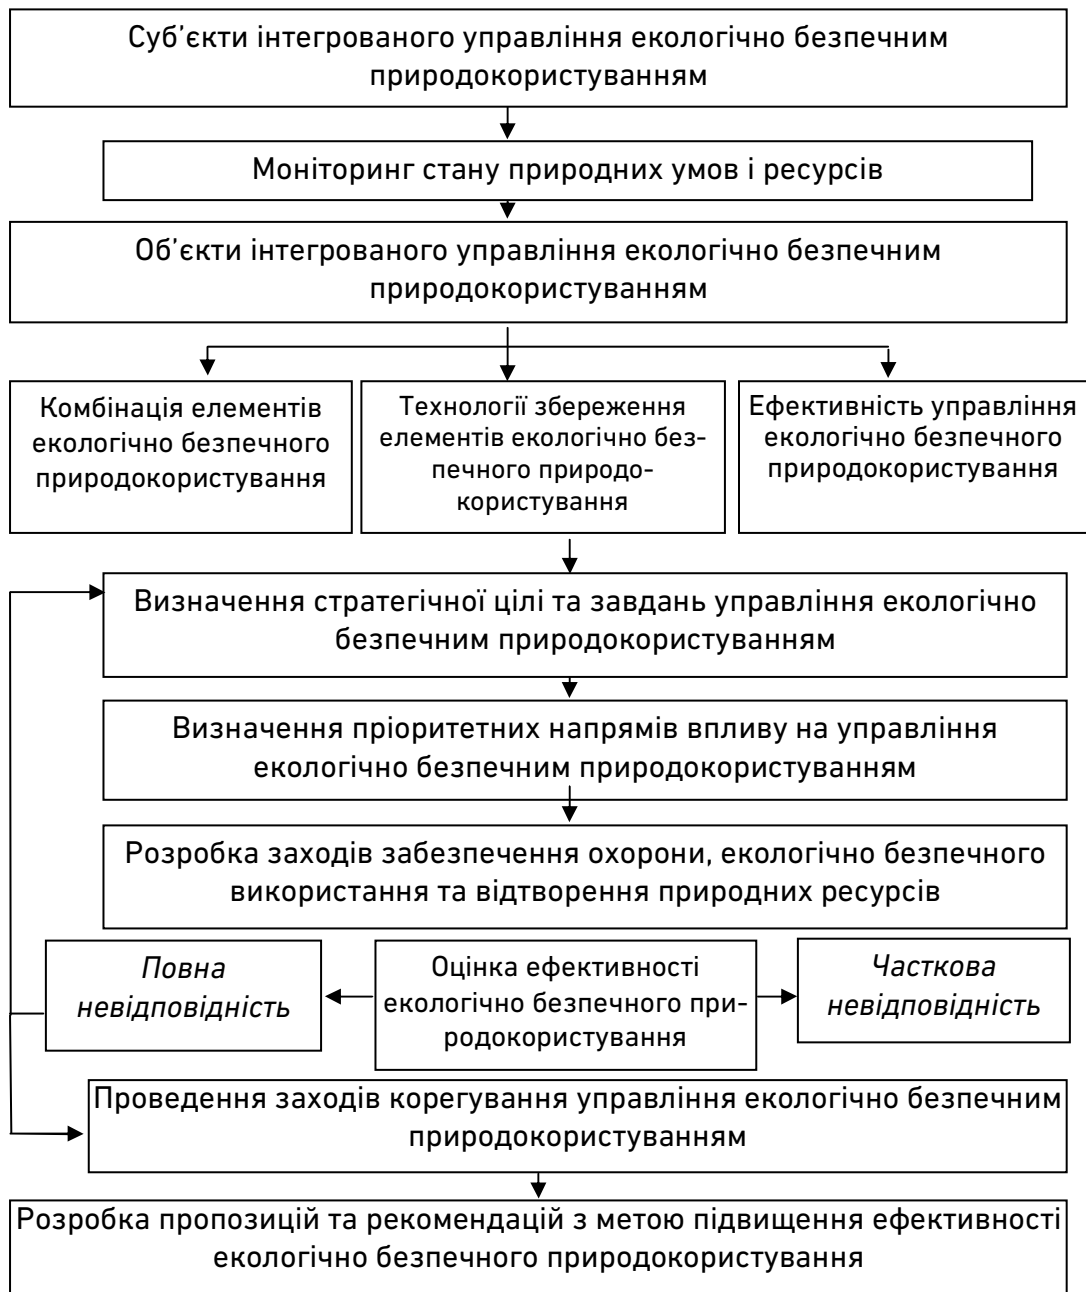 Суб’єкти інтегрованого управління екологічно безпечним
природокористуванням
Моніторинг стану природних умов і ресурсів
Об’єкти інтегрованого управління екологічно безпечним
природокористуванням
Комбінація елементів
екологічно безпечного
природокористування
Технології збереження
елементів екологічно без-
печного природо-
користування
Ефективність управління
екологічно безпечного
природокористування
Визначення стратегічної цілі та завдань управління екологічно
безпечним природокористуванням
Визначення пріоритетних напрямів впливу на управління
екологічно безпечним природокористуванням
Розробка заходів забезпечення охорони, екологічно безпечного
використання та відтворення природних ресурсів
Повна
невідповідність
Оцінка ефективності
екологічно безпечного при-
родокористування
Часткова
невідповідність
Проведення заходів корегування управління екологічно безпечним
природокористуванням
Розробка пропозицій та рекомендацій з метою підвищення ефективності
екологічно безпечного природокористування